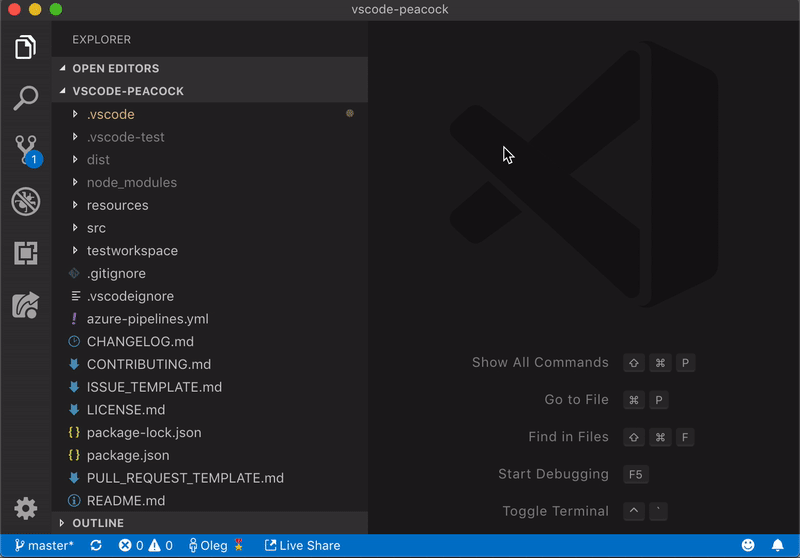 vscode-peacock
EXPLORER
OPEN EDITORS
VSCODE-PEACOCK
.vscode
.vscode-test
dist
node_modules
resources
src
testworkspace
.gitignore
.vscodeignore
azure-pipelines.yml
CHANGELOG.md
CONTRIBUTING.md
ISSUE_TEMPLATE.md
LICENSE.md
package-lock.json
package.json
PULL_REQUEST_TEMPLATE.md
README.md
OUTLINE
1
Show All Commands ⇧ ⌘ P
Go to File ⌘ P
Find in Files ⇧ ⌘ F
Start Debugging F5
Toggle Terminal ^ `
master* 0 0 Oleg Live Share